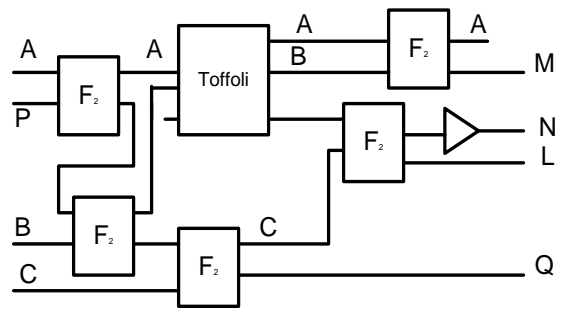 A A A A
B
F₂ M
F₂ Toffoli
P
F₂ N
L
B F₂ C
F₂
C Q